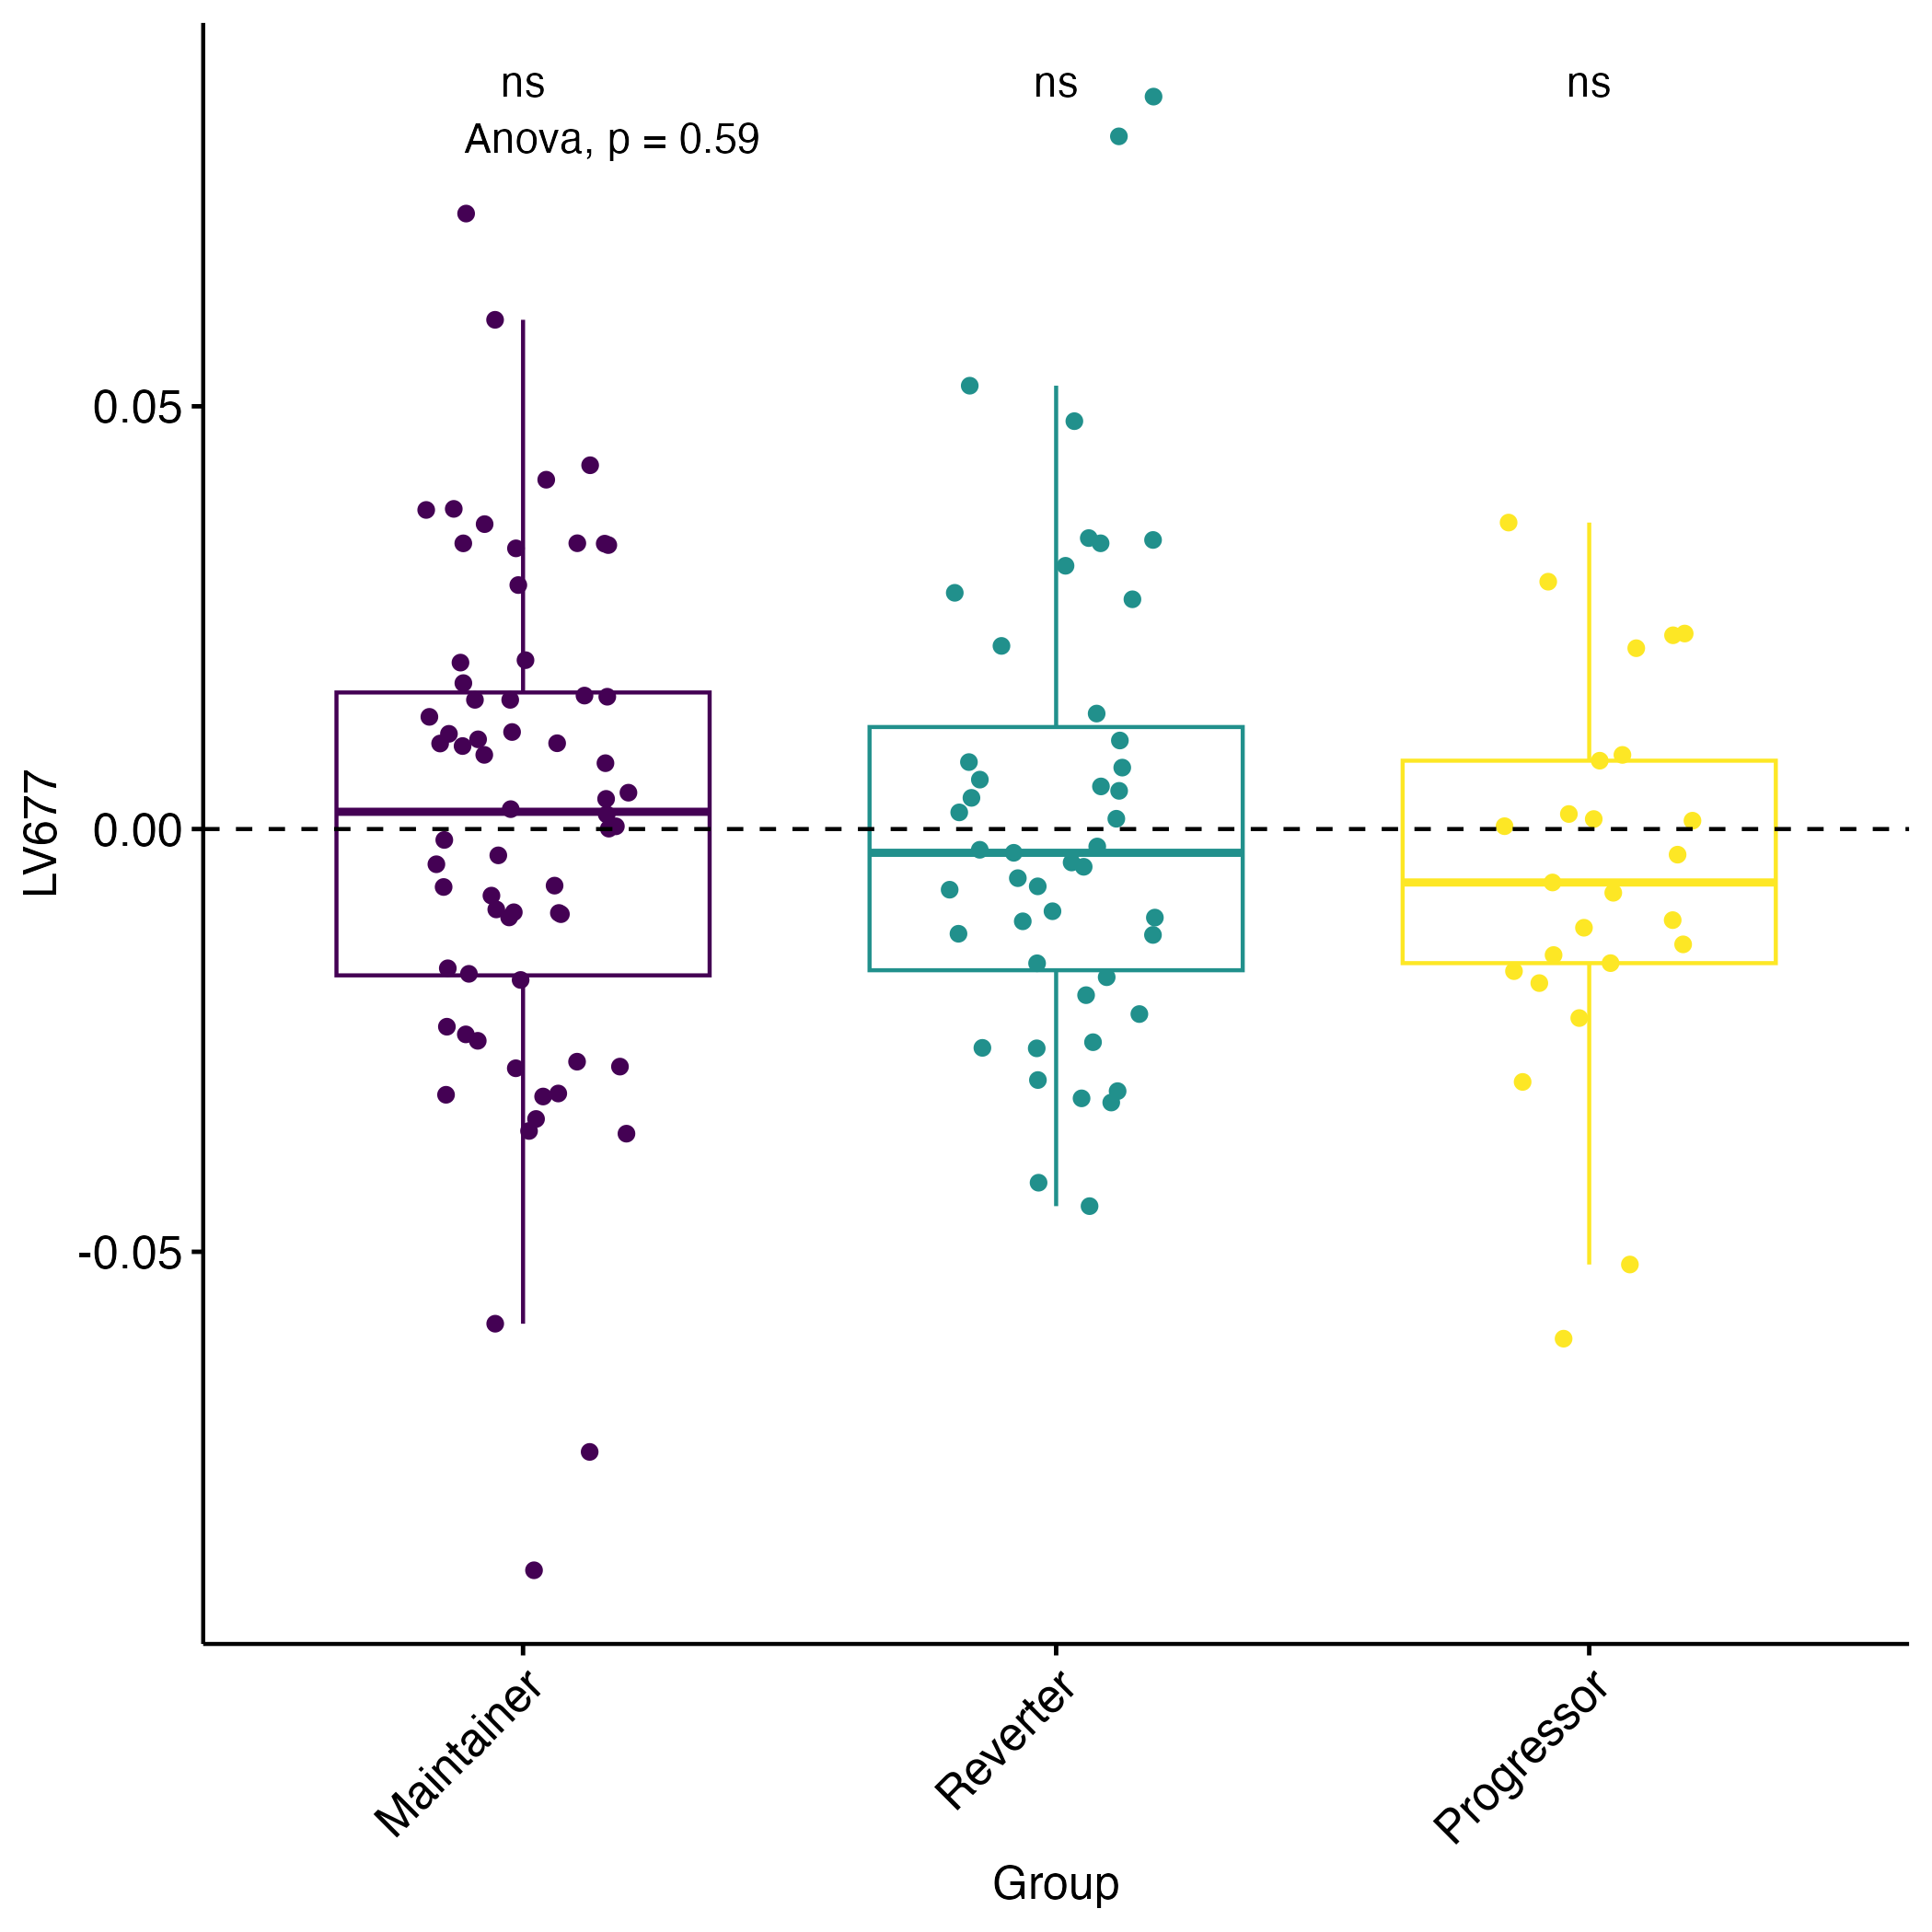 ns
ns
ns
Anova, p = 0.59
0.05
0.00
-0.05
LV677
Maintainer
Reverter
Progressor
Group